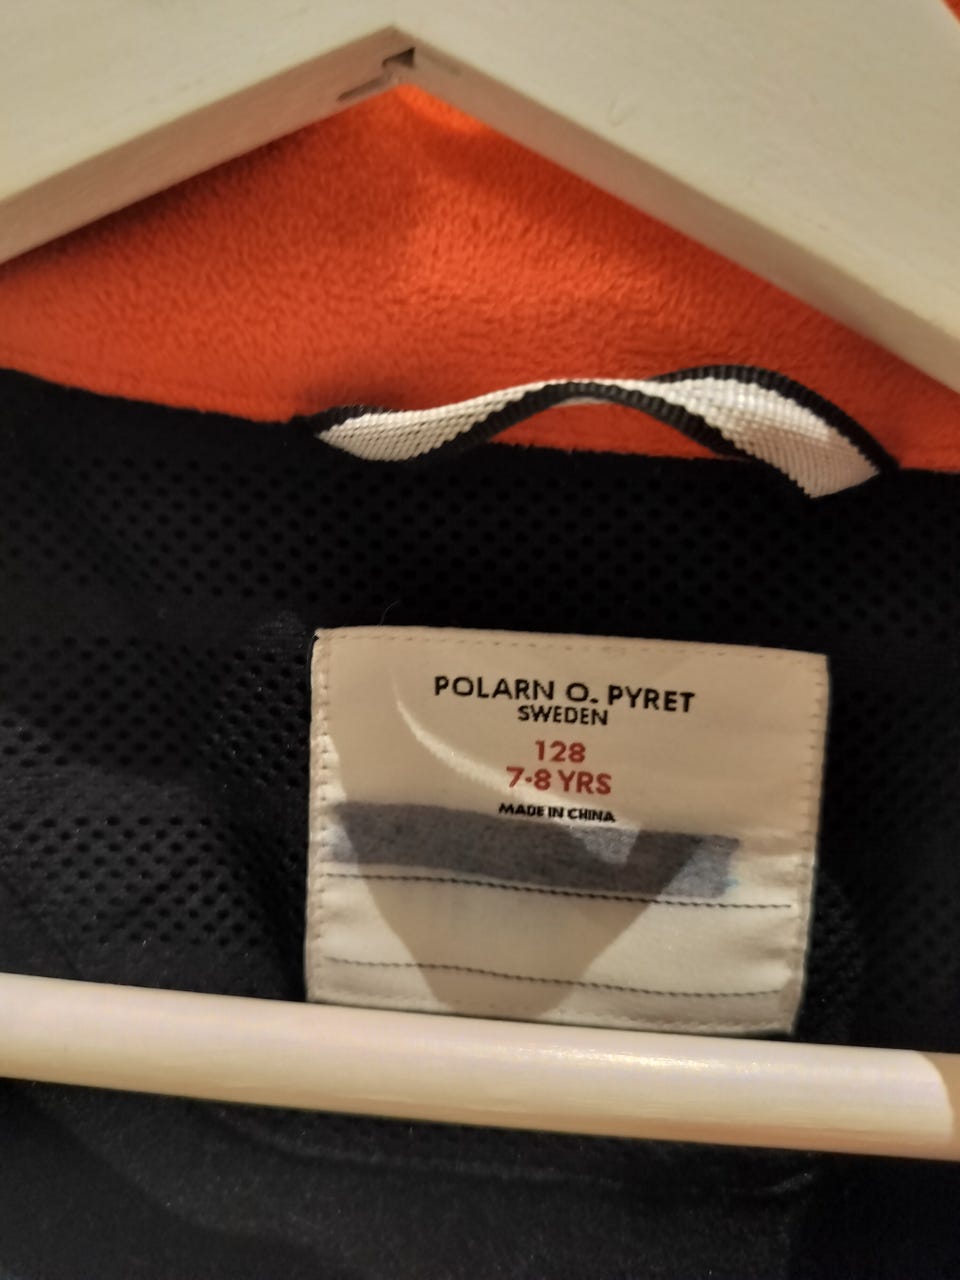 POLARN O. PYRET
SWEDEN
128
7-8 YRS
MADE IN CHINA